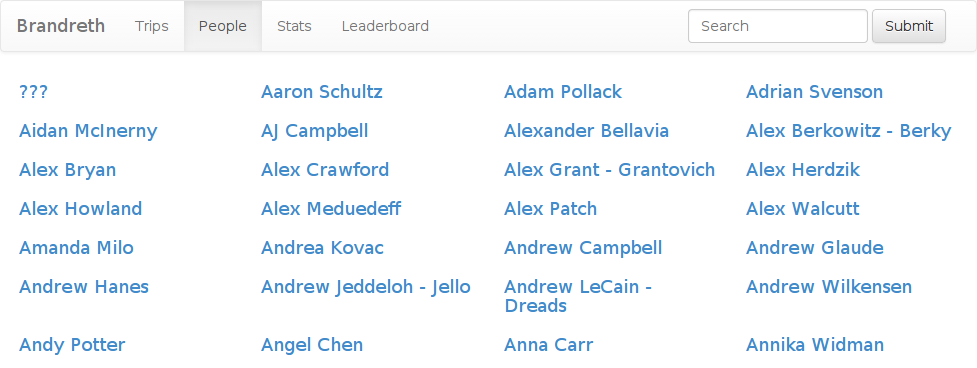 Brandreth Trips People Stats Leaderboard Search Submit
??? Aaron Schultz Adam Pollack Adrian Svenson
Aidan McInerny AJ Campbell Alexander Bellavia Alex Berkowitz - Berky
Alex Bryan Alex Crawford Alex Grant - Grantovich Alex Herdzik
Alex Howland Alex Meduedeff Alex Patch Alex Walcutt
Amanda Milo Andrea Kovac Andrew Campbell Andrew Glaude
Andrew Hanes Andrew Jeddeloh - Jello Andrew LeCain - Andrew Wilkensen
Dreads
Andy Potter Angel Chen Anna Carr Annika Widman